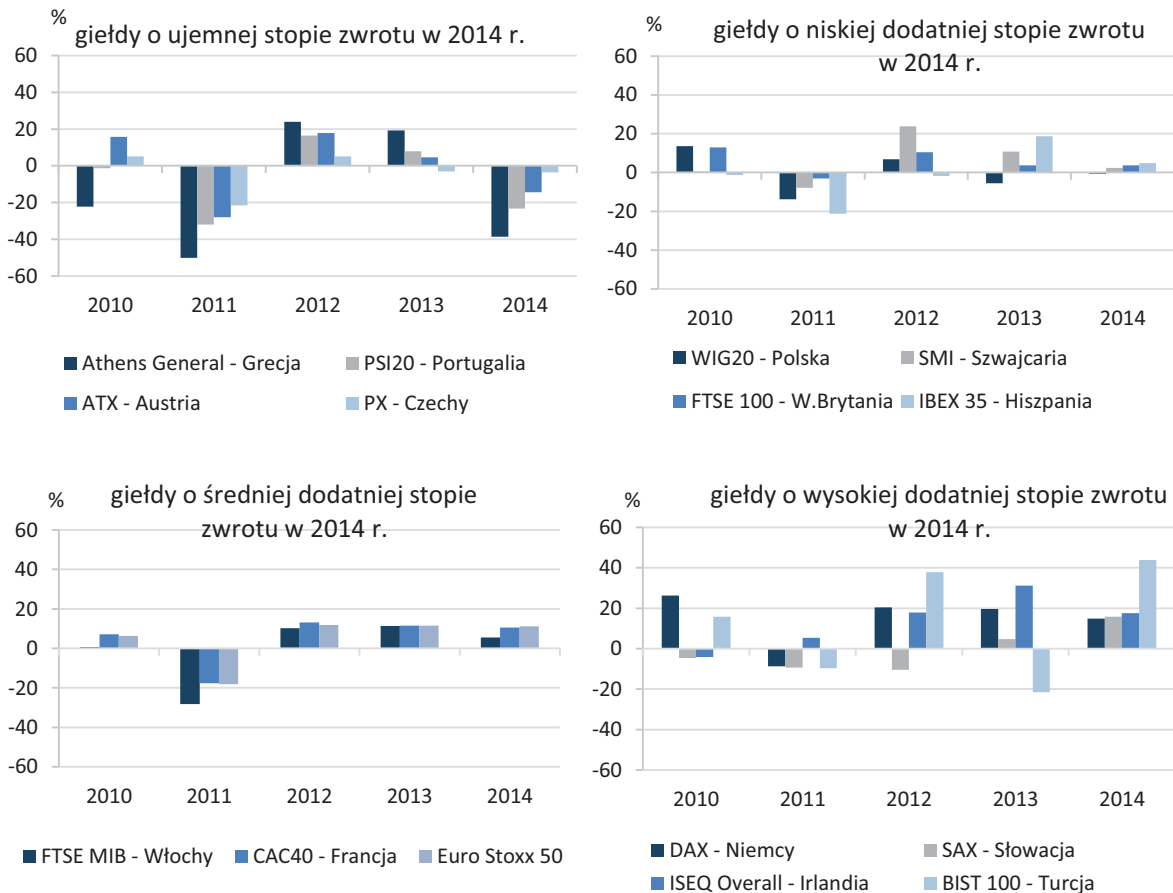 %
giełdy o ujemnej stopie zwrotu w 2014 r.
60
40
20
0
-20
-40
-60
2010 2011 2012 2013 2014
Athens General - Grecja PSI20 - Portugalia
ATX - Austria PX - Czechy
%
giełdy o niskiej dodatniej stopie zwrotu
w 2014 r.
60
40
20
0
-20
-40
-60
2010 2011 2012 2013 2014
WIG20 - Polska SMI - Szwajcaria
FTSE 100 - W.Brytania IBEX 35 - Hiszpania
%
giełdy o średniej dodatniej stopie
zwrotu w 2014 r.
60
40
20
0
-20
-40
-60
2010 2011 2012 2013 2014
FTSE MIB - Włochy CAC40 - Francja Euro Stoxx 50
%
giełdy o wysokiej dodatniej stopie zwrotu
w 2014 r.
60
40
20
0
-20
-40
-60
2010 2011 2012 2013 2014
DAX - Niemcy SAX - Słowacja
ISEQ Overall - Irlandia BIST 100 - Turcja